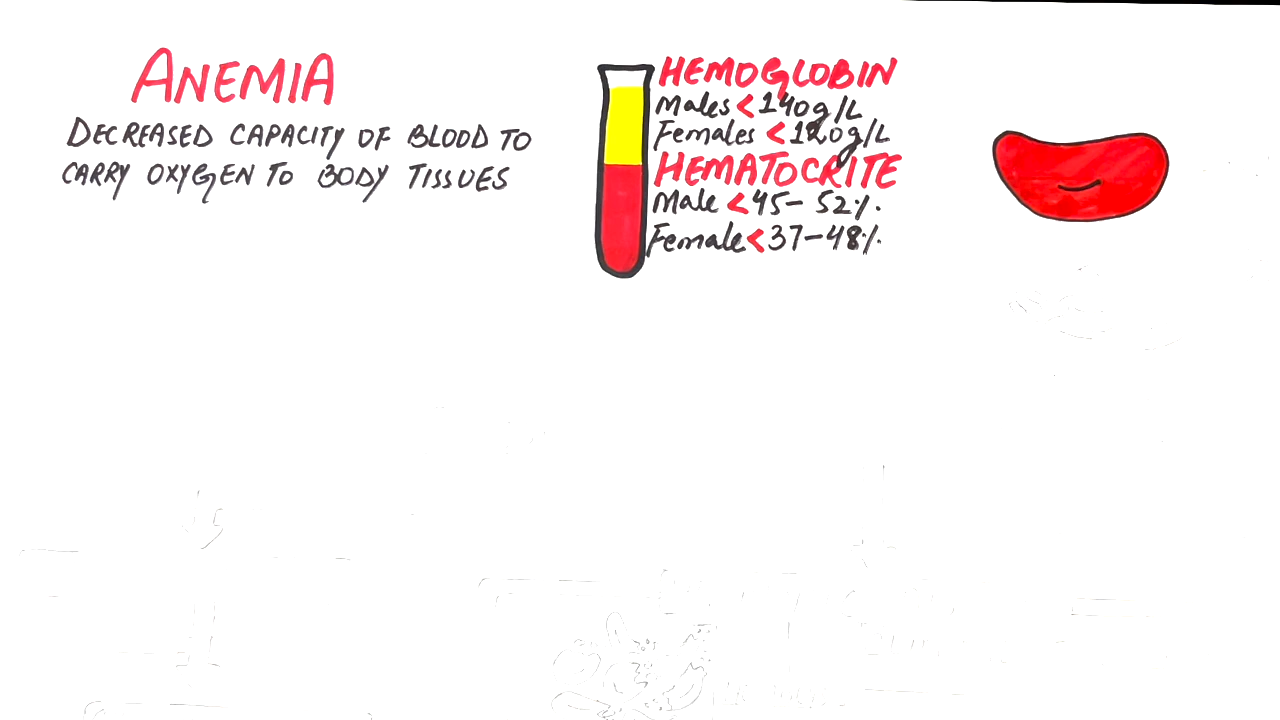 ANEMIA
DECREASED CAPACITY OF BLOOD TO
CARRY OXYGEN TO BODY TISSUES
HEMOGLOBIN
Males < 140g/L
Females < 120g/L
HEMATOCRITE
Male < 45-52%
Female < 37-48%